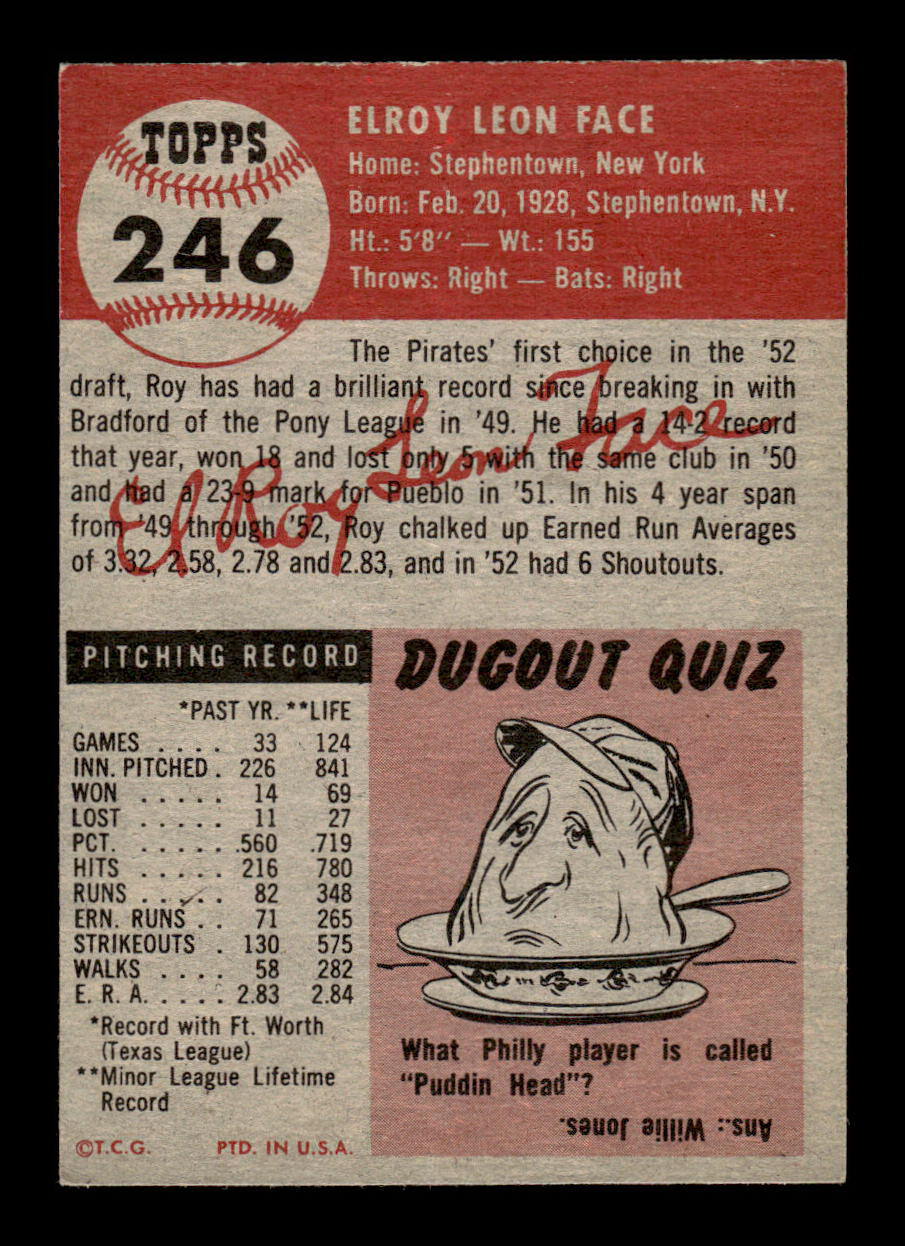 TOPPS
246
ELROY LEON FACE
Home: Stephentown, New York
Born: Feb. 20, 1928, Stephentown, N.Y.
Ht.: 5'8" — Wt.: 155
Throws: Right — Bats: Right
The Pirates' first choice in the '52
draft, Roy has had a brilliant record since breaking in with
Bradford of the Pony League in '49. He had a 14-2 record
that year, won 18 and lost only 5 with the same club in '50
and had a 23-9 mark for Pueblo in '51. In his 4 year span
from '49 through '52, Roy chalked up Earned Run Averages
of 3.32, 2.58, 2.78 and 2.83, and in '52 had 6 Shoutouts.
El Roy Leon Face
PITCHING RECORD
*PAST YR. **LIFE
GAMES . . . . 33 124
INN. PITCHED . 226 841
WON . . . . . 14 69
LOST . . . . . 11 27
PCT. . . . . . .560 .719
HITS . . . . . 216 780
RUNS . . . . . 82 348
ERN. RUNS . . 71 265
STRIKEOUTS . 130 575
WALKS . . . . 58 282
E. R. A. . . . . 2.83 2.84
*Record with Ft. Worth
(Texas League)
**Minor League Lifetime
Record
©T.C.G. PTD. IN U.S.A.
DUGOUT QUIZ
What Philly player is called
"Puddin Head"?
Ans.: Willie Jones.